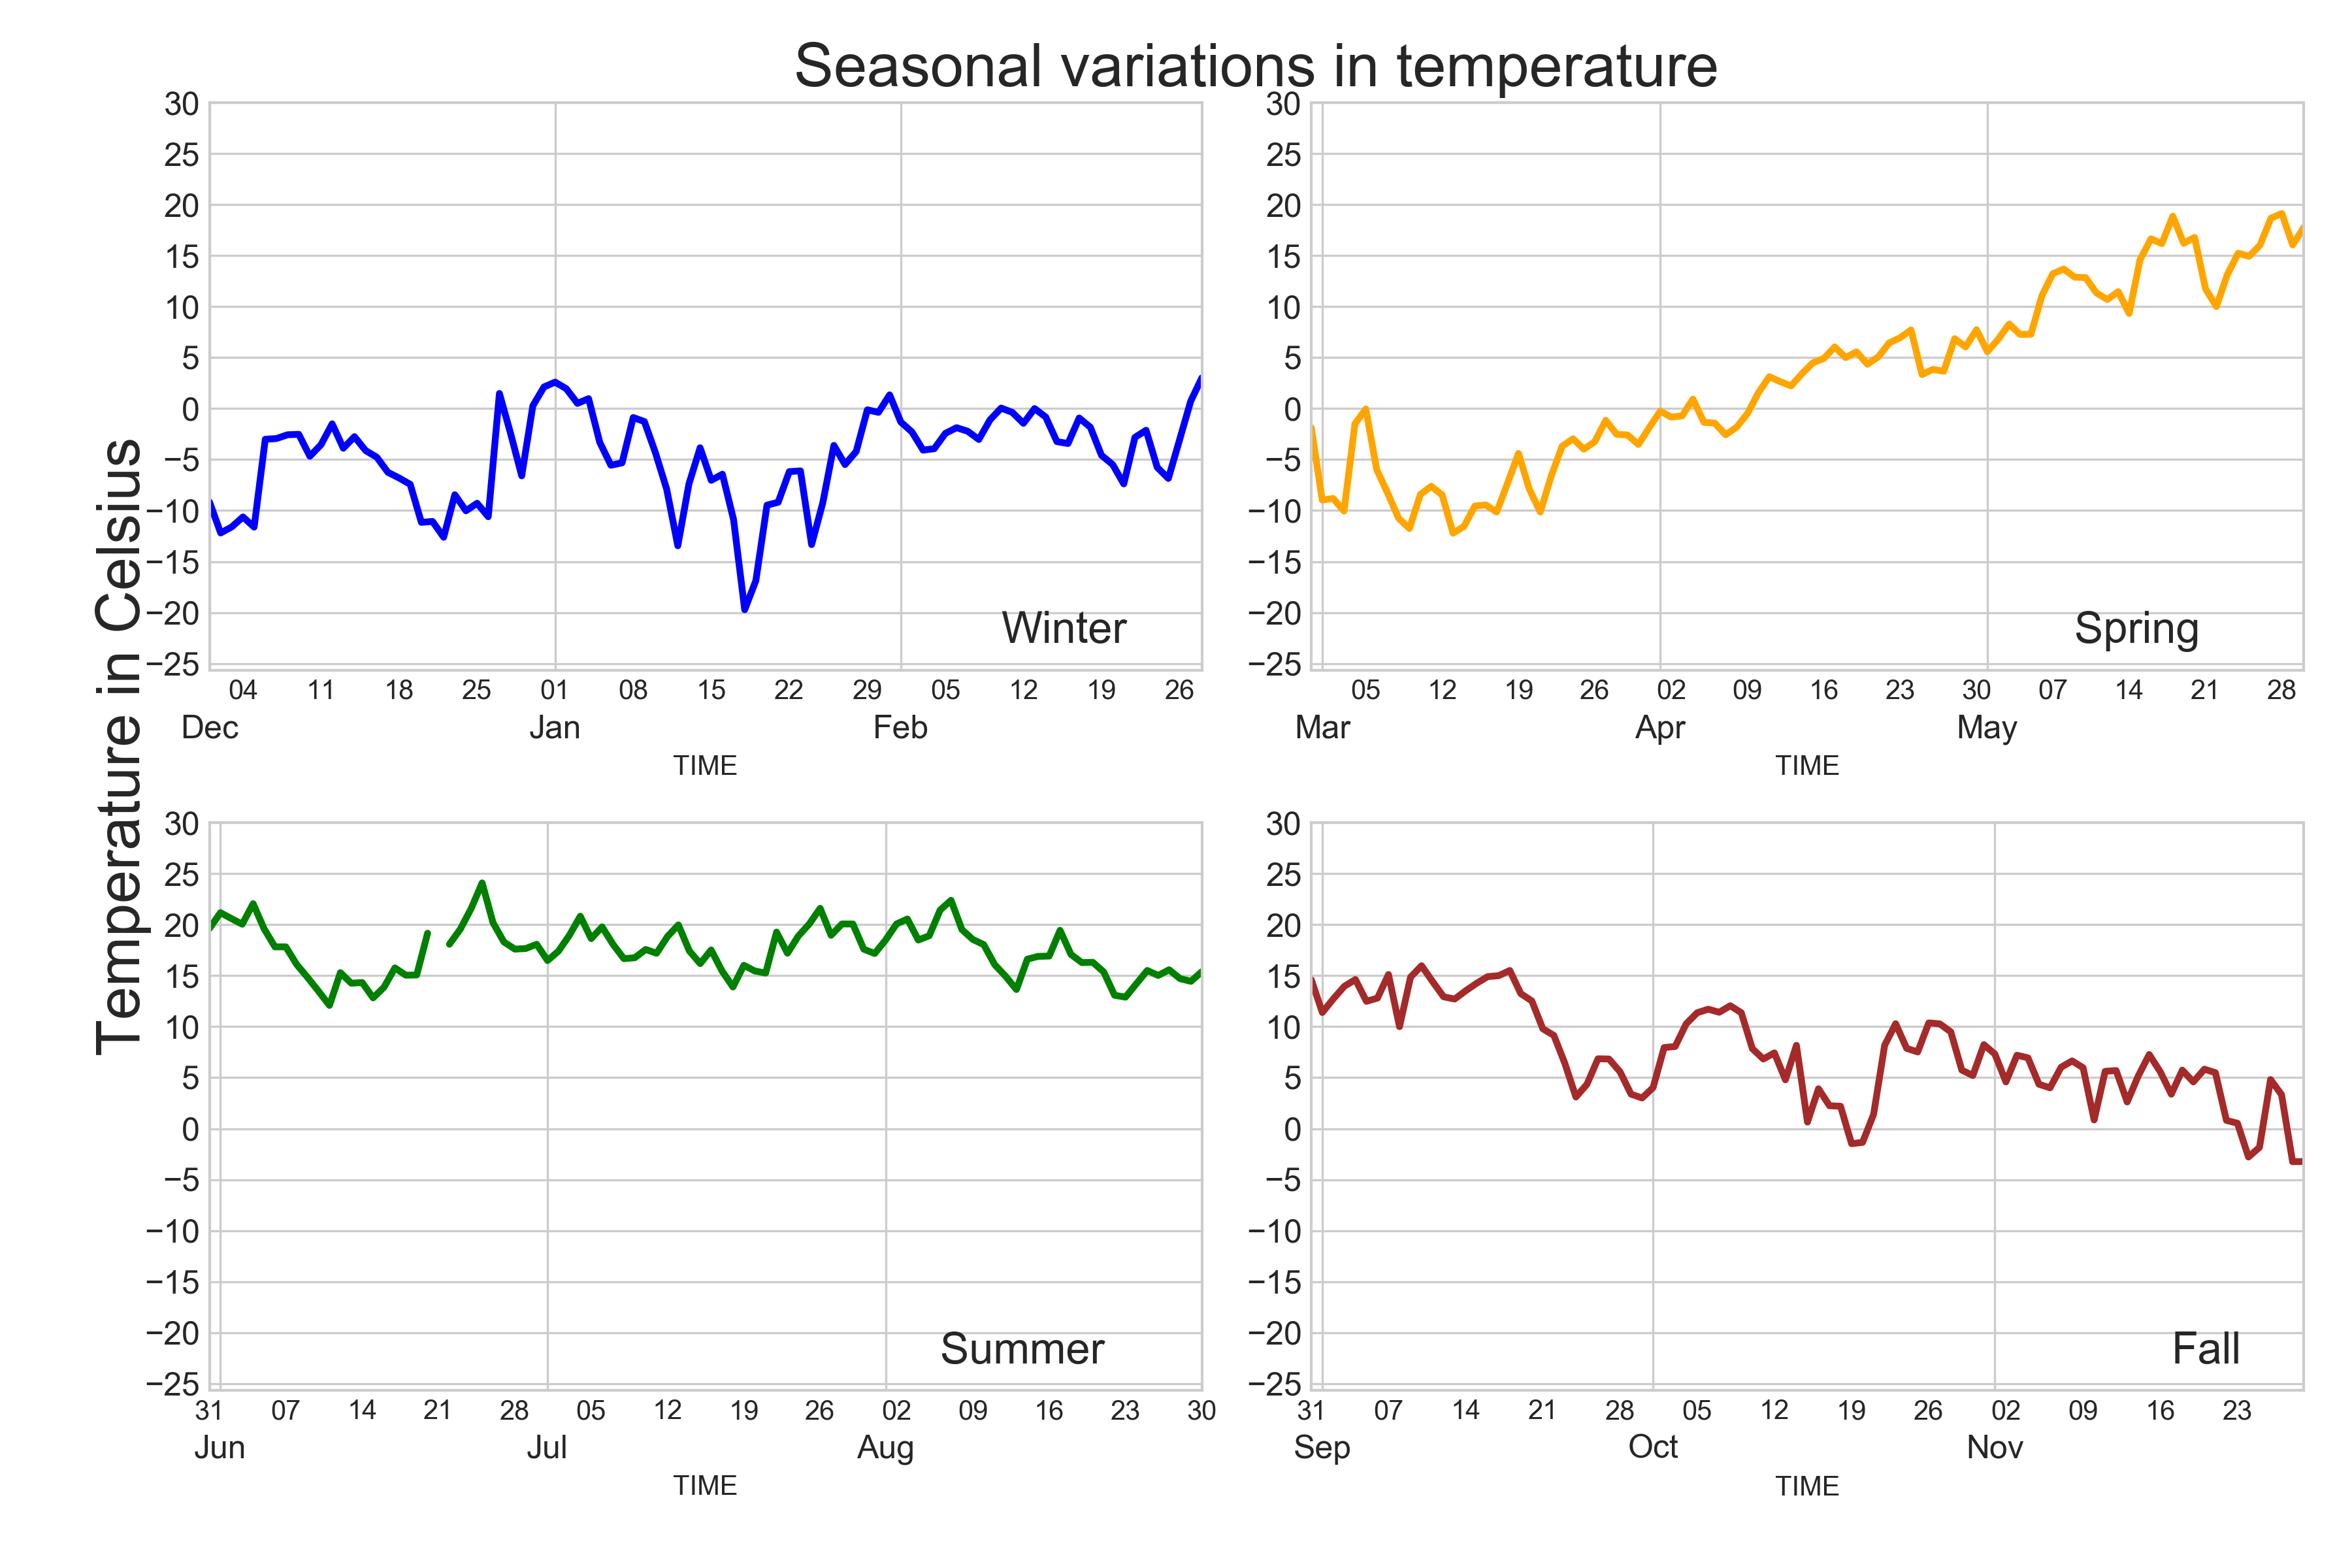 Seasonal variations in temperature
Temperature in Celsius
30
25
20
15
10
5
0
−5
−10
−15
−20
−25
Winter
04 11 18 25 01 08 15 22 29 05 12 19 26
Dec Jan Feb
TIME
30
25
20
15
10
5
0
−5
−10
−15
−20
−25
Spring
05 12 19 26 02 09 16 23 30 07 14 21 28
Mar Apr May
TIME
30
25
20
15
10
5
0
−5
−10
−15
−20
−25
Summer
31 07 14 21 28 05 12 19 26 02 09 16 23 30
Jun Jul Aug
TIME
30
25
20
15
10
5
0
−5
−10
−15
−20
−25
Fall
31 07 14 21 28 05 12 19 26 02 09 16 23
Sep Oct Nov
TIME